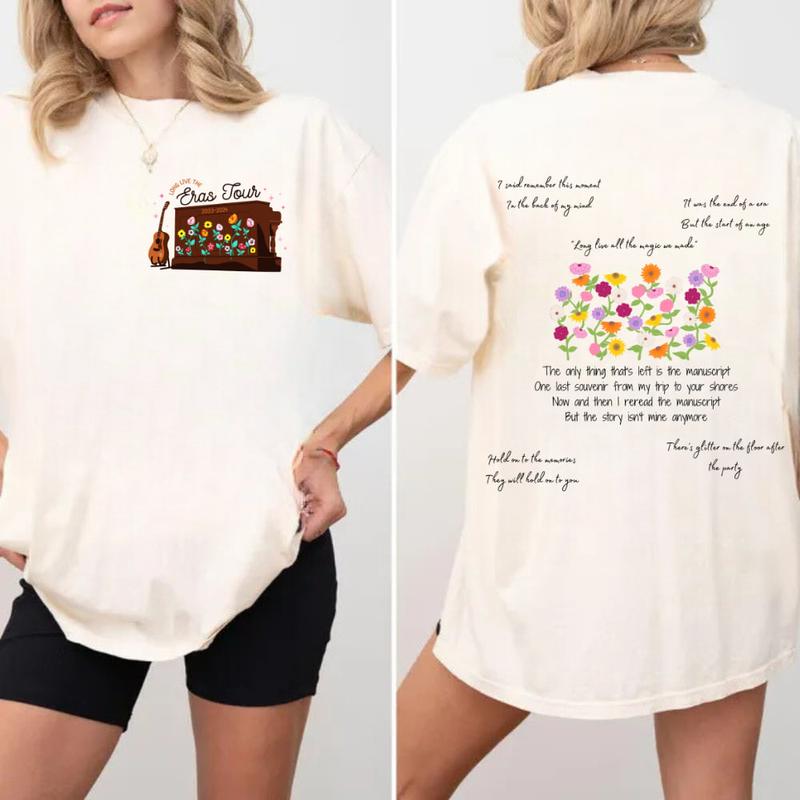 LONG LIVE THE
Eras Tour
2023-2024
I said remember this moment
In the back of my mind
It was the end of a era
But the start of an age
"Long live all the magic we made"
The only thing that's left is the manuscript
One last souvenir from my trip to your shores
Now and then I reread the manuscript
But the story isn't mine anymore
Hold on to the memories
They will hold on to you
There's glitter on the floor after
the party